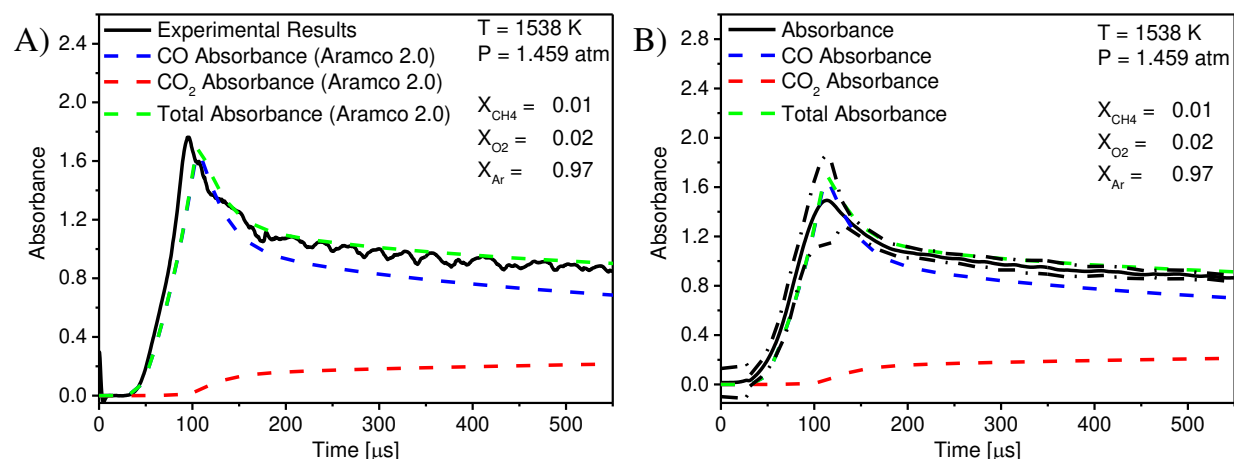 A)
Experimental Results
CO Absorbance (Aramco 2.0)
CO2 Absorbance (Aramco 2.0)
Total Absorbance (Aramco 2.0)
T = 1538 K
P = 1.459 atm
XCH4 = 0.01
XO2 = 0.02
XAr = 0.97
2.4
2.0
1.6
1.2
0.8
0.4
0.0
Absorbance
0 100 200 300 400 500
Time [µs]
B)
Absorbance
CO Absorbance
CO2 Absorbance
Total Absorbance
T = 1538 K
P = 1.459 atm
XCH4 = 0.01
XO2 = 0.02
XAr = 0.97
2.8
2.4
2.0
1.6
1.2
0.8
0.4
0.0
Absorbance
0 100 200 300 400 500
Time [µs]